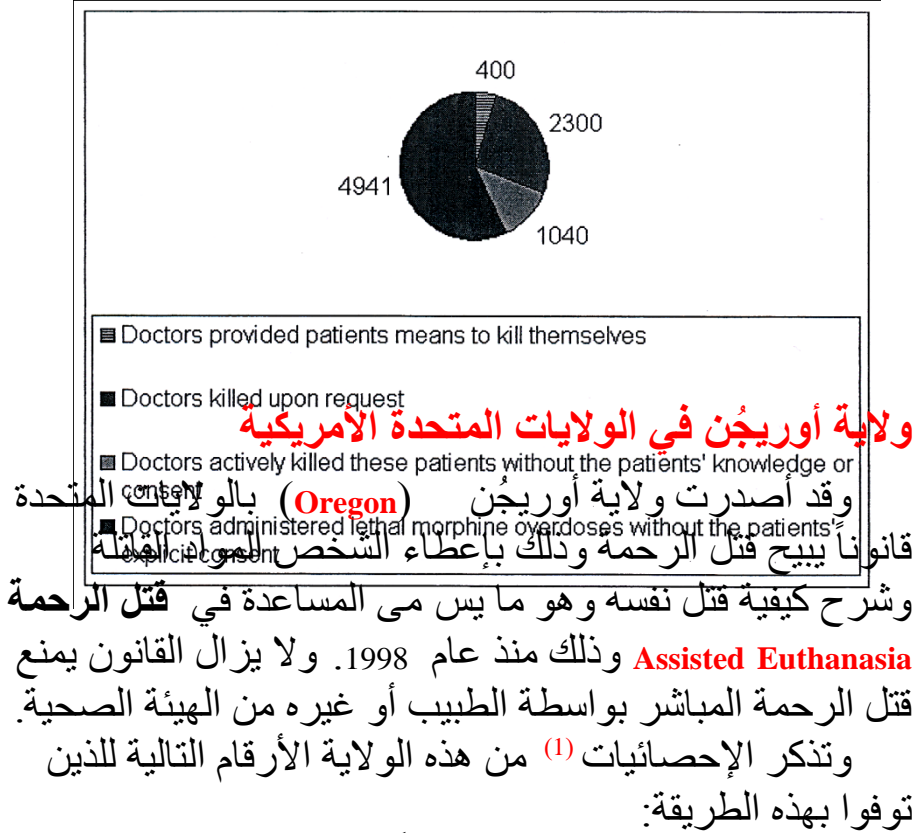 400
2300
4941
1040
Doctors provided patients means to kill themselves
Doctors killed upon request
ولاية أوريجُن في الولايات المتحدة الأمريكية
Doctors actively killed these patients without the patients' knowledge or
consent
وقد أصدرت ولاية أوريجُن (Oregon) بالولايات المتحدة
Doctors administered lethal morphine overdoses without the patients'
explicit consent
قانوناً يبيح قتل الرحمة وذلك بإعطاء الشخص المواد القاتلة
وشرح كيفية قتل نفسه وهو ما يس مى المساعدة في قتل الرحمة
Assisted Euthanasia وذلك منذ عام 1998. ولا يزال القانون يمنع
قتل الرحمة المباشر بواسطة الطبيب أو غيره من الهيئة الصحية.
وتذكر الإحصائيات (1) من هذه الولاية الأرقام التالية للذين
توفوا بهذه الطريقة: